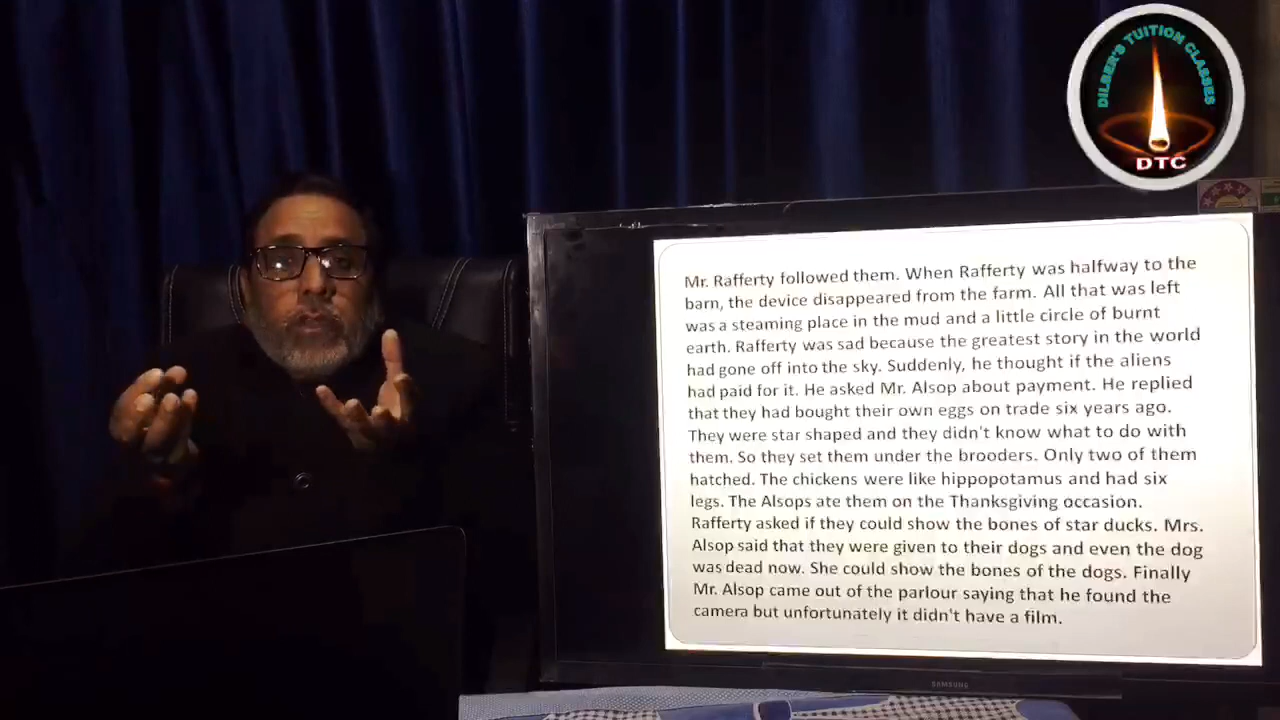 DILBER'S TUITION CLASSES
DTC
Mr. Rafferty followed them. When Rafferty was halfway to the
barn, the device disappeared from the farm. All that was left
was a steaming place in the mud and a little circle of burnt
earth. Rafferty was sad because the greatest story in the world
had gone off into the sky. Suddenly, he thought if the aliens
had paid for it. He asked Mr. Alsop about payment. He replied
that they had bought their own eggs on trade six years ago.
They were star shaped and they didn't know what to do with
them. So they set them under the brooders. Only two of them
hatched. The chickens were like hippopotamus and had six
legs. The Alsops ate them on the Thanksgiving occasion.
Rafferty asked if they could show the bones of star ducks. Mrs.
Alsop said that they were given to their dogs and even the dog
was dead now. She could show the bones of the dogs. Finally
Mr. Alsop came out of the parlour saying that he found the
camera but unfortunately it didn't have a film.
SAMSUNG